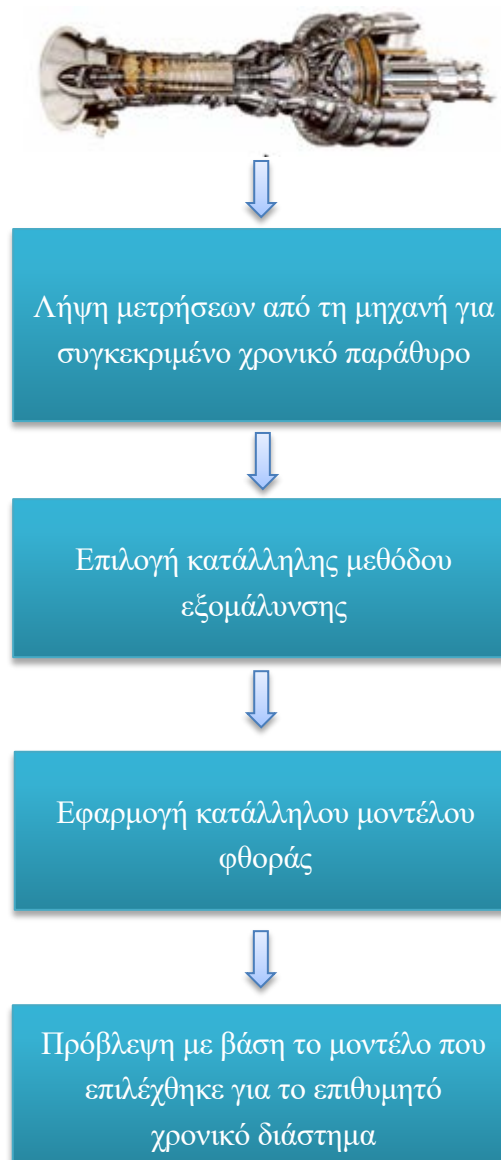 Λήψη μετρήσεων από τη μηχανή για
συγκεκριμένο χρονικό παράθυρο
Επιλογή κατάλληλης μεθόδου
εξομάλυνσης
Εφαρμογή κατάλληλου μοντέλου
φθοράς
Πρόβλεψη με βάση το μοντέλο που
επιλέχθηκε για το επιθυμητό
χρονικό διάστημα